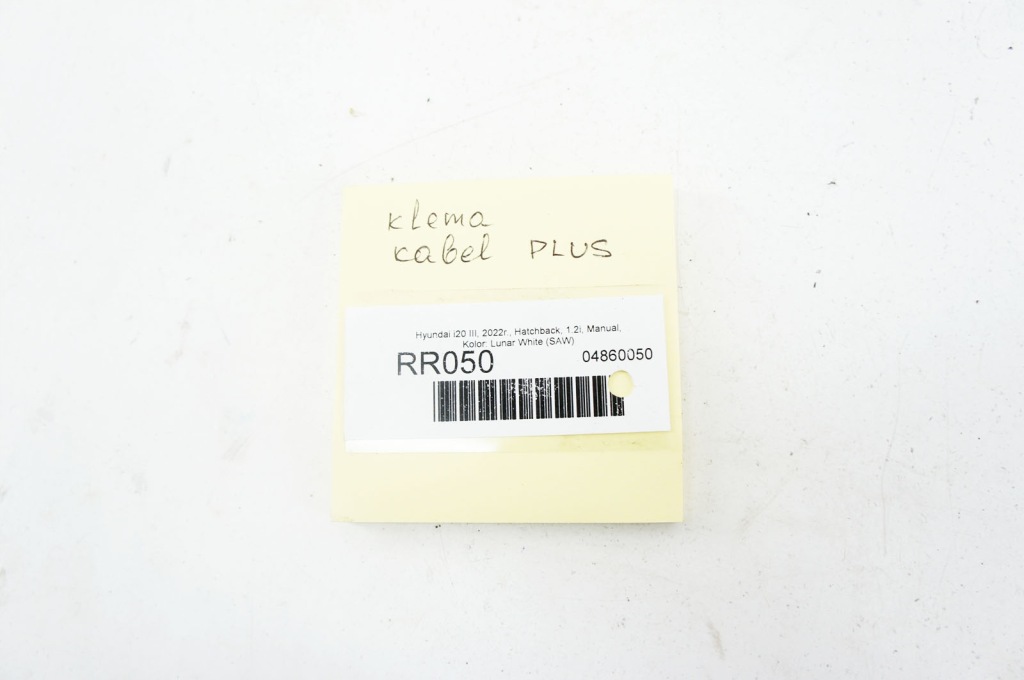 klema
kabel PLUS
Hyundai i20 III, 2022r., Hatchback, 1.2i, Manual,
Kolor: Lunar White (SAW)
RR050 04860050